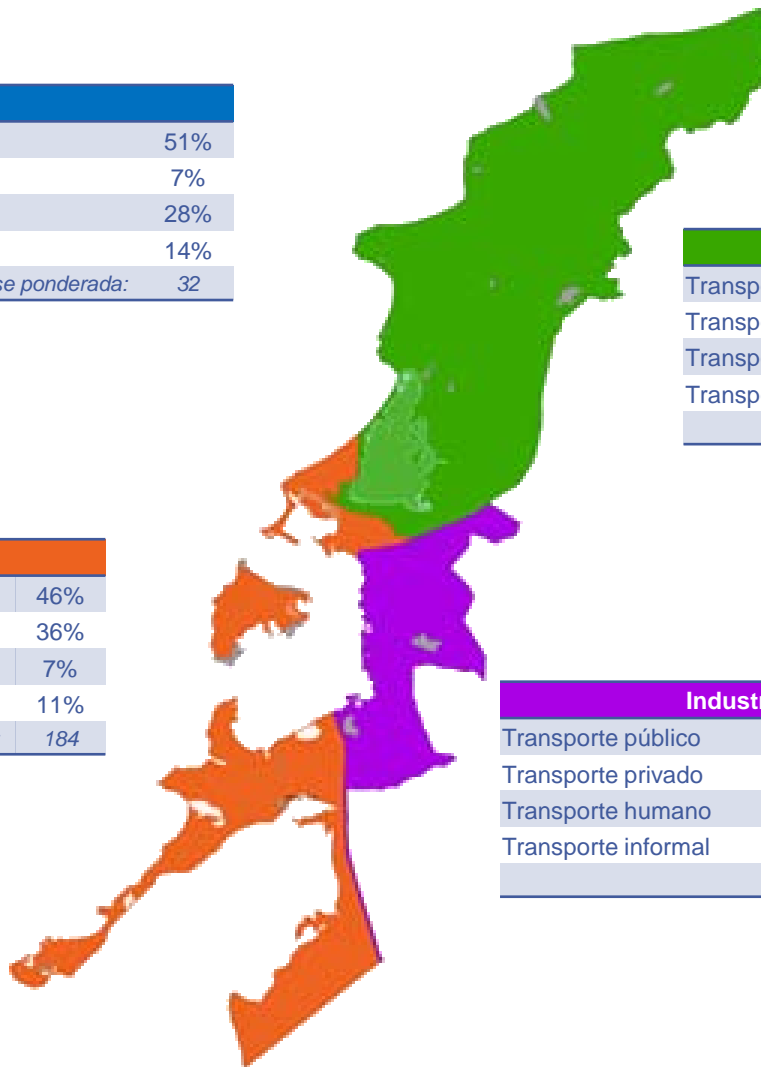 51%
7%
28%
14%
se ponderada: 32
Transp
Transp
Transp
Transp
46%
36%
7%
11%
184
Industr
Transporte público
Transporte privado
Transporte humano
Transporte informal